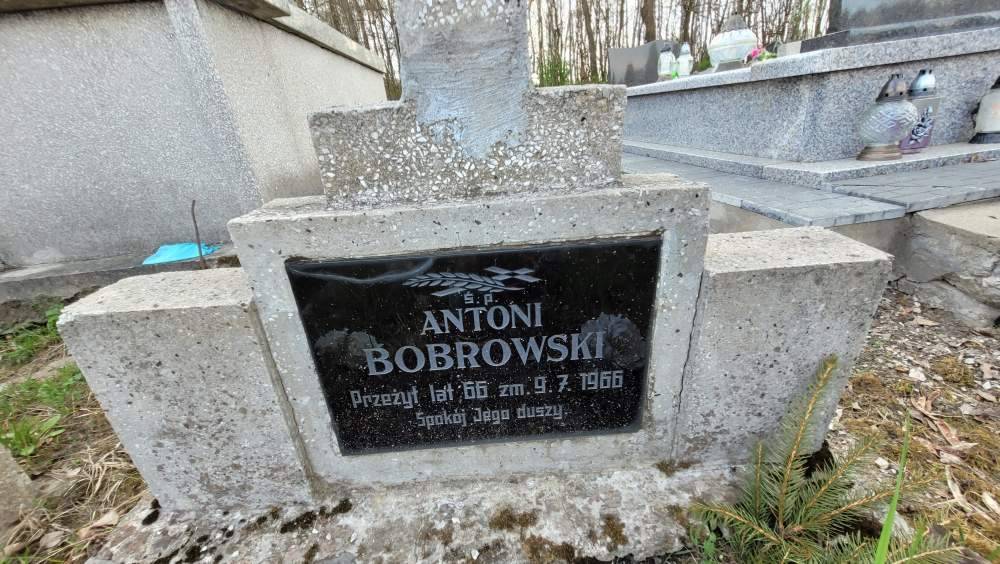 Ś. p.
ANTONI
BOBROWSKI
Przeżył lat 66 zm. 9. 7. 1966
Spokój Jego duszy.